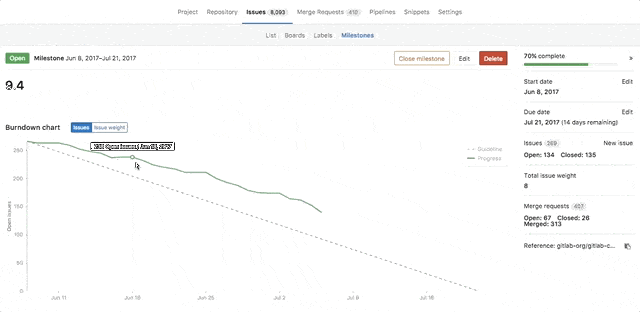 Project Repository Issues 8,093 Merge Requests 410 Pipelines Snippets Settings
List Boards Labels Milestones
Open Milestone Jun 8, 2017–Jul 21, 2017 Close milestone Edit Delete
9.4
Burndown chart Issues Issue weight
Guideline
Progress
Open issues
250
200
150
100
50
0
Jun 11 Jun 18 Jun 25 Jul 2 Jul 9 Jul 16
70% complete »
Start date Edit
Jun 8, 2017
Due date Edit
Jul 21, 2017 (14 days remaining)
Issues 269 New issue
Open: 134 Closed: 135
Total issue weight
8
Merge requests 407
Open: 67 Closed: 26
Merged: 313
Reference: gitlab-org/gitlab-c...